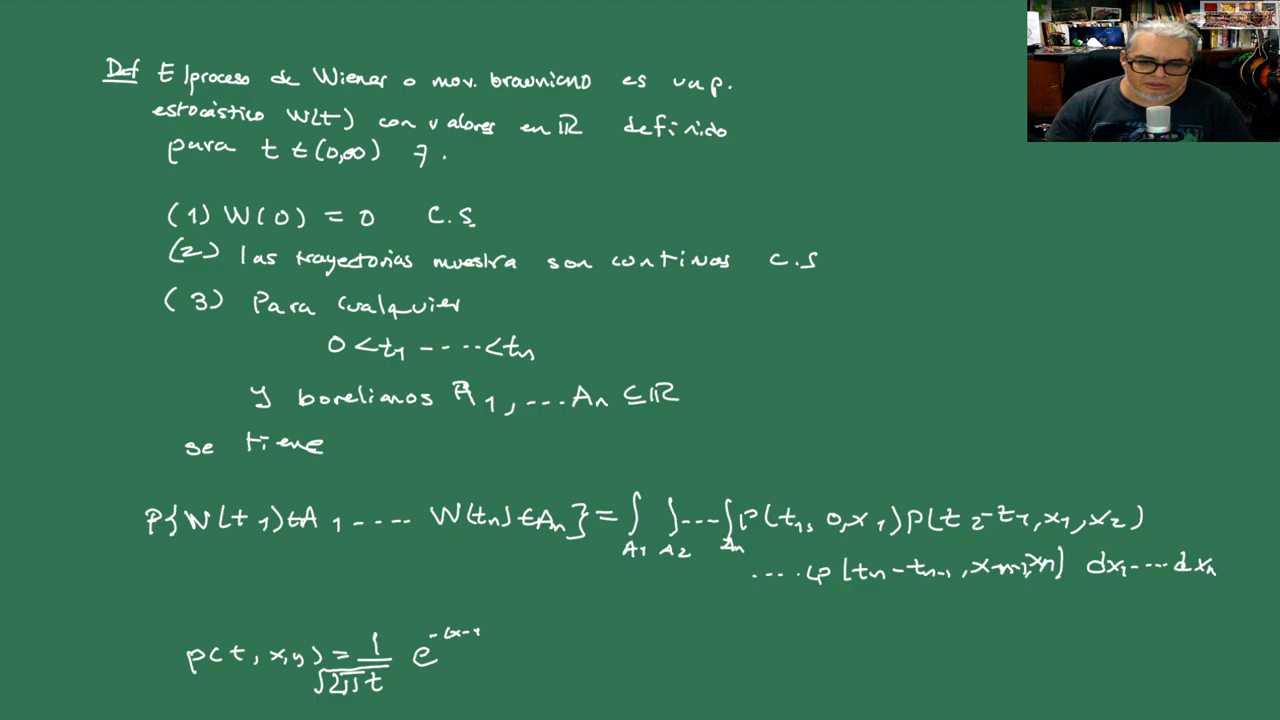 Def El proceso de Wiener o mov. browniano es un p.
estocástico W(t) con valores en ℝ definido
para t ∈ (0,∞) y.
(1) W(0) = 0 C.S.
(2) las trayectorias muestra son continas c.s
(3) Para cualquier
0 < t1 - ···· < tn
y borelianos A1, ... An ⊆ ℝ
se tiene
P{W(t1) ∈ A1 ---- W(tn) ∈ An} = ∫A1 ∫A2 ··· ∫An p(t1, 0, x1) p(t2 - t1, x1, x2)
.... p(tn - tn-1, xn-1, xn) dx1 ···· dxn
p(t, x, y) = 1/√2πt e^-(x-